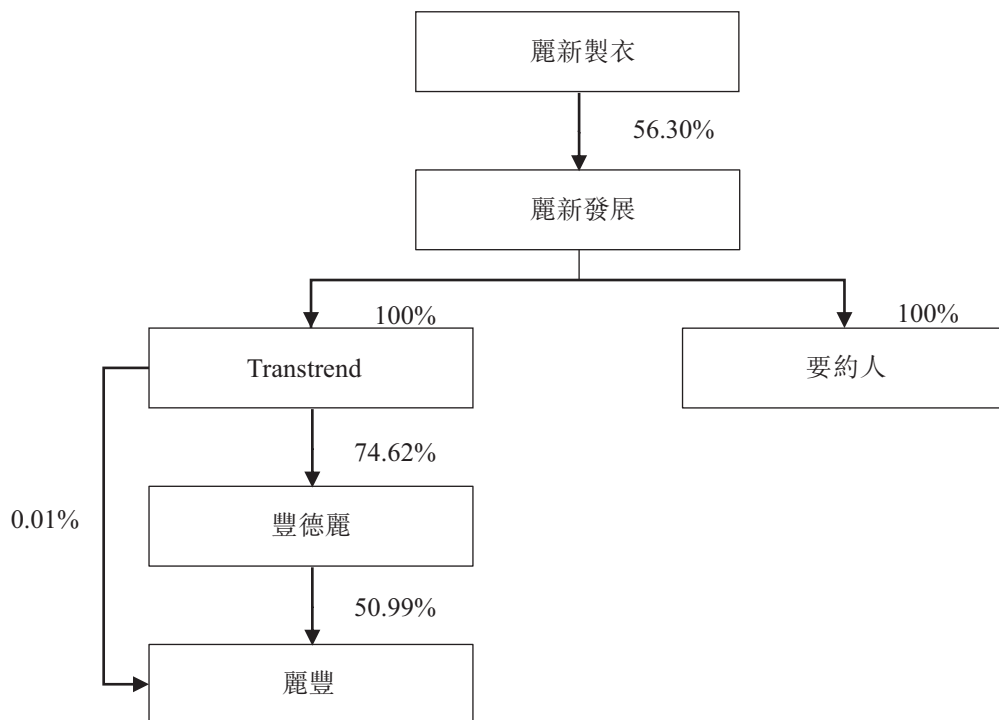 麗新製衣
56.30%
麗新發展
100%
100%
Transtrend
要約人
74.62%
0.01%
豐德麗
50.99%
麗豐